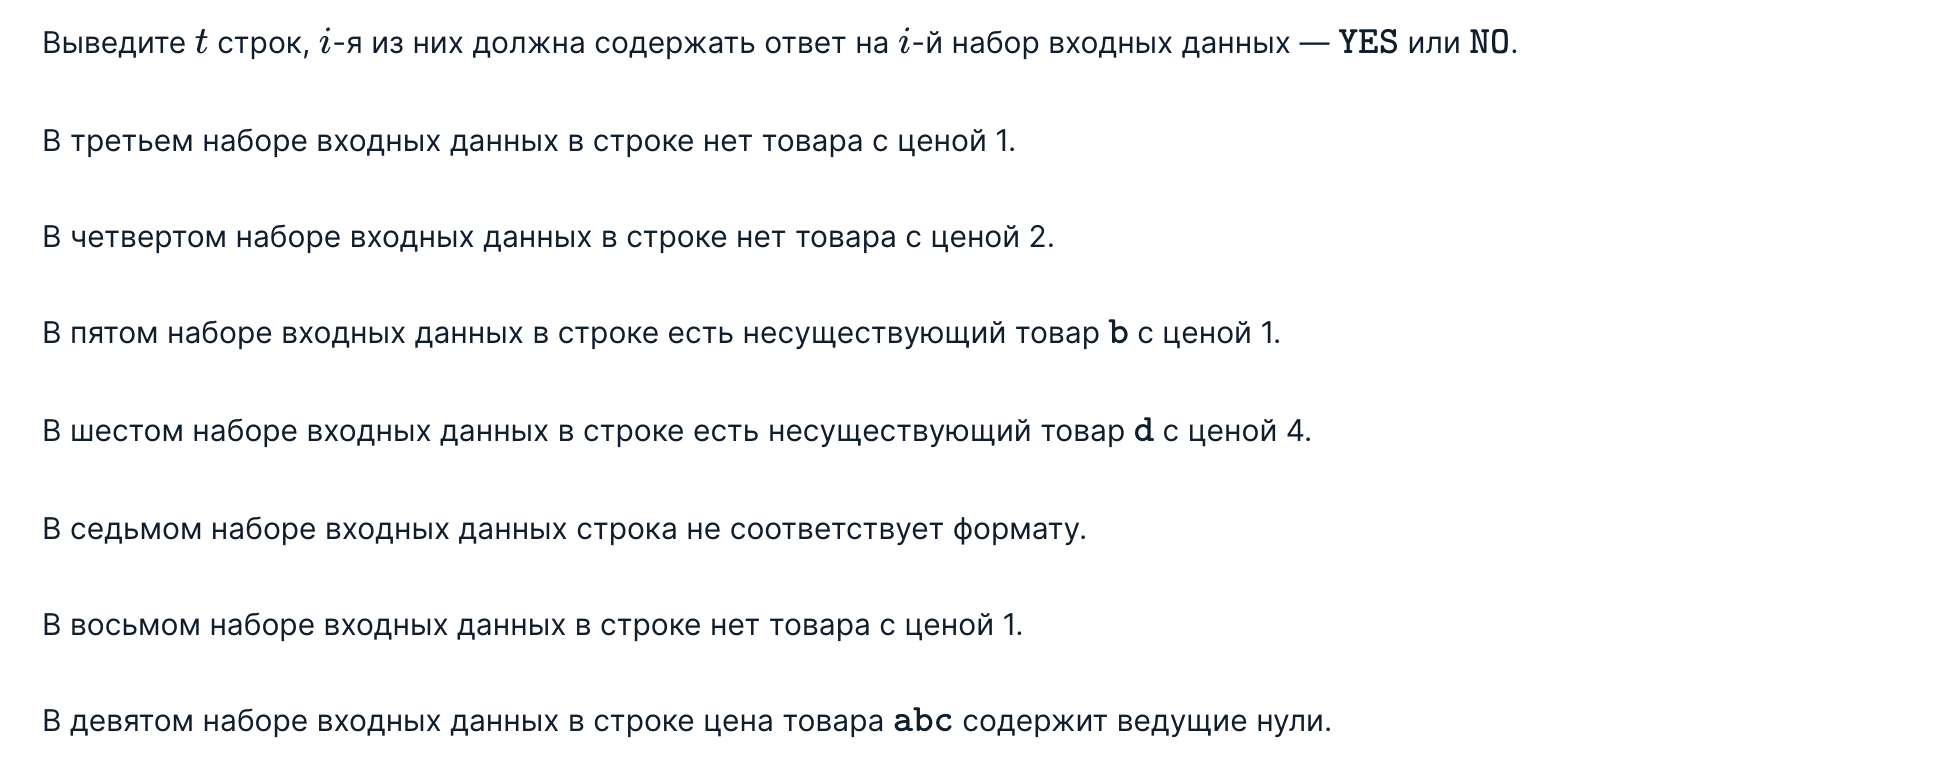 Выведите t строк, i-я из них должна содержать ответ на i-й набор входных данных — YES или NO.
В третьем наборе входных данных в строке нет товара с ценой 1.
В четвертом наборе входных данных в строке нет товара с ценой 2.
В пятом наборе входных данных в строке есть несуществующий товар b с ценой 1.
В шестом наборе входных данных в строке есть несуществующий товар d с ценой 4.
В седьмом наборе входных данных строка не соответствует формату.
В восьмом наборе входных данных в строке нет товара с ценой 1.
В девятом наборе входных данных в строке цена товара abc содержит ведущие нули.